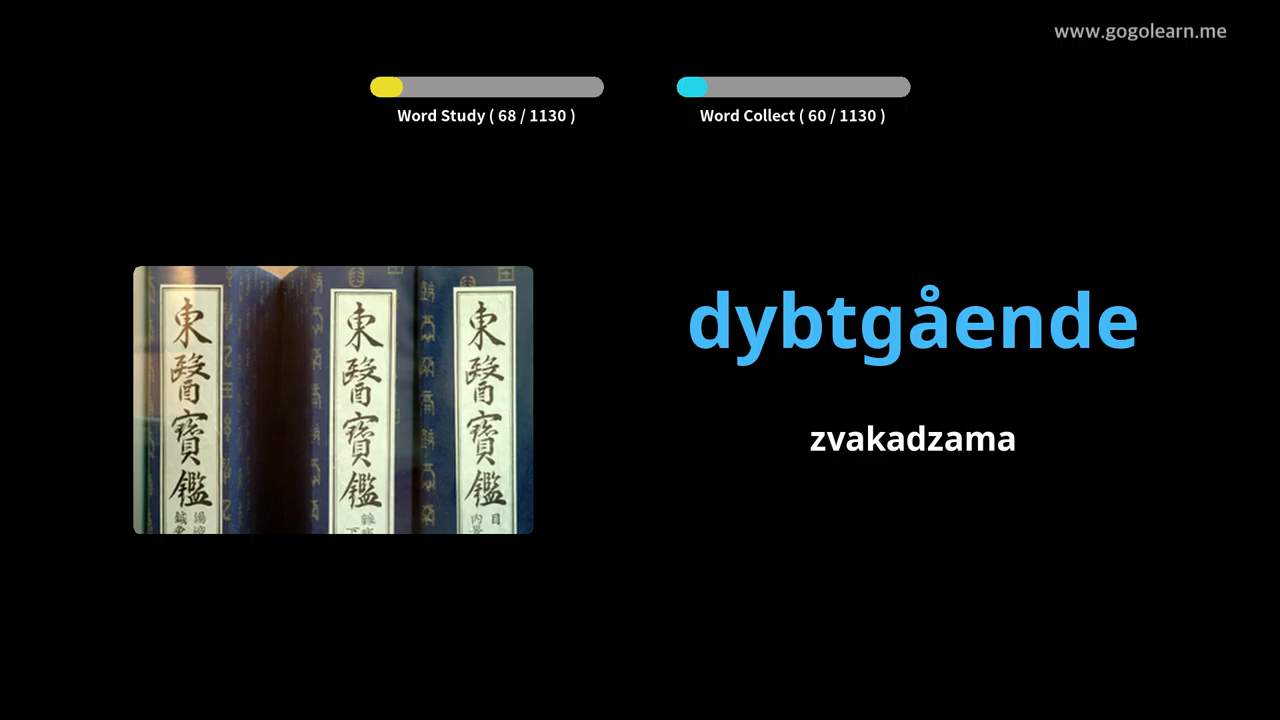 www.gogolearn.me
Word Study ( 68 / 1130 )
Word Collect ( 60 / 1130 )
東醫寶鑑
東醫寶鑑
東醫寶鑑
dybtgående
zvakadzama